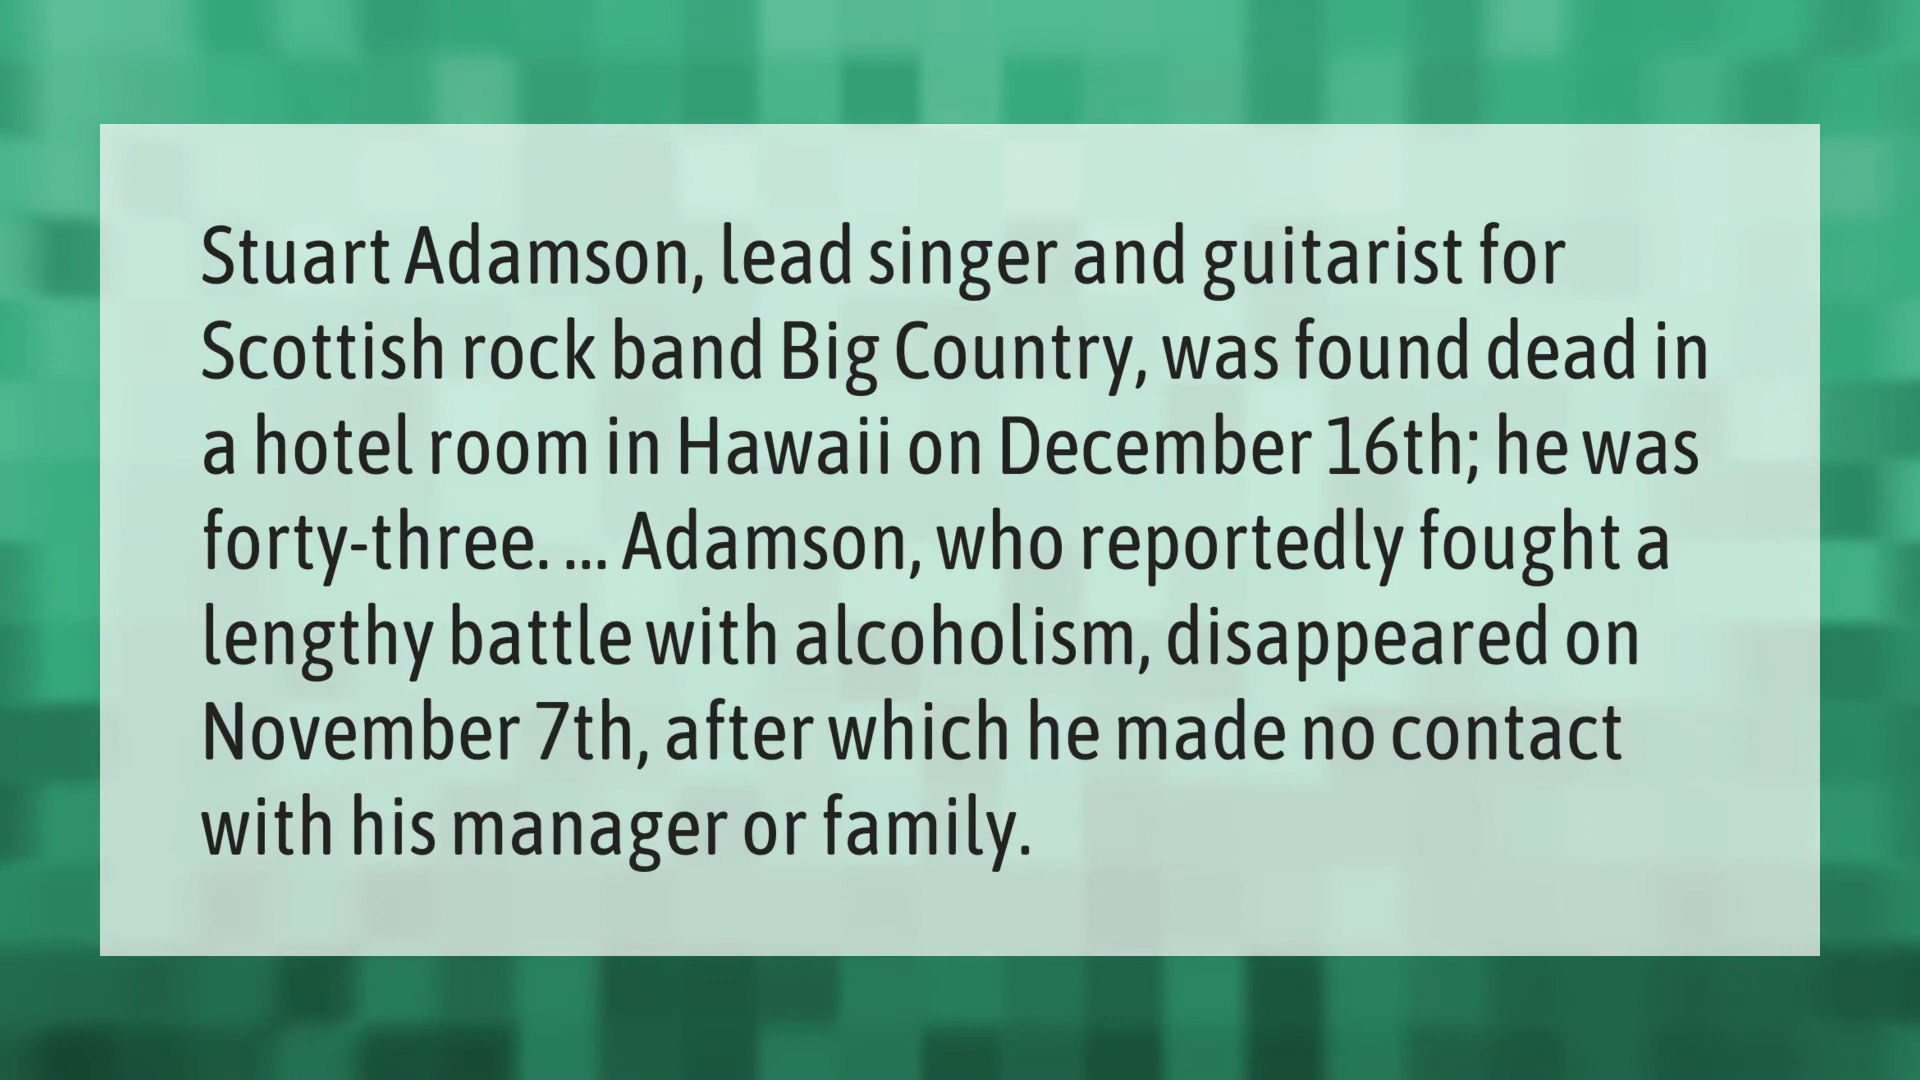 Stuart Adamson, lead singer and guitarist for
Scottish rock band Big Country, was found dead in
a hotel room in Hawaii on December 16th; he was
forty-three. ... Adamson, who reportedly fought a
lengthy battle with alcoholism, disappeared on
November 7th, after which he made no contact
with his manager or family.